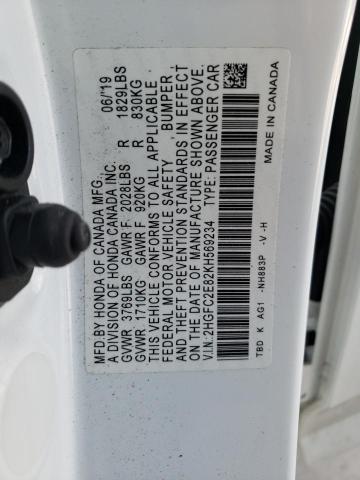 MFD.BY HONDA OF CANADA MFG. 06/'19
A DIVISION OF HONDA CANADA INC.
GVWR 3769LBS GAWR F 2028LBS R 1829LBS
GVWR 1710KG GAWR F 920KG R 830KG
THIS VEHICLE CONFORMS TO ALL APPLICABLE
FEDERAL MOTOR VEHICLE SAFETY, BUMPER,
AND THEFT PREVENTION STANDARDS IN EFFECT
ON THE DATE OF MANUFACTURE SHOWN ABOVE.
V.I.N: 2HGFC2E82KH569234 TYPE: PASSENGER CAR
TBD K AG1 -NH883P -V -H
MADE IN CANADA